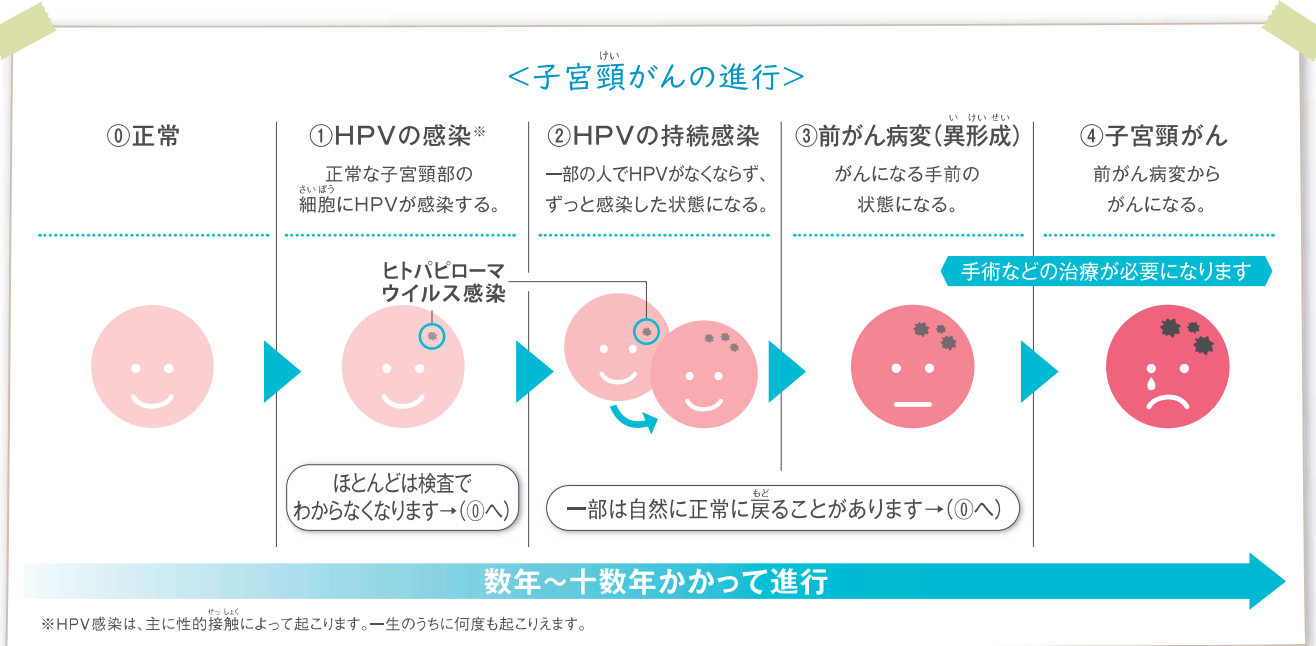 ＜子宮頸がんの進行＞
けい
⓪正常
①HPVの感染※
正常な子宮頸部の
細胞にHPVが感染する。
さいぼう
②HPVの持続感染
一部の人でHPVがなくならず、
ずっと感染した状態になる。
③前がん病変（異形成）
い けい せい
がんになる手前の
状態になる。
④子宮頸がん
前がん病変から
がんになる。
手術などの治療が必要になります
ヒトパピローマ
ウイルス感染
ほとんどは検査で
わからなくなります→（⓪へ）
一部は自然に正常に戻ることがあります→（⓪へ）
もど
数年～十数年かかって進行
※HPV感染は、主に性的接触によって起こります。一生のうちに何度も起こりえます。
せっしょく